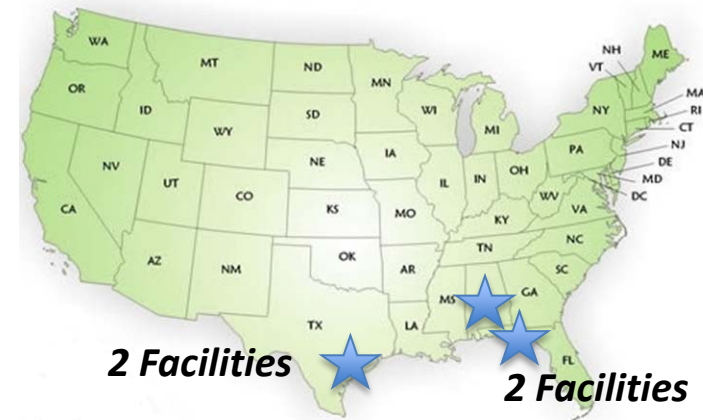 WA
MT
ND
MN
OR
ID
WY
SD
WI
MI
NH
VT
ME
NY
MA
RI
CT
NJ
DE
MD
DC
PA
NV
UT
CO
NE
IA
IL
IN
OH
WV
VA
CA
AZ
NM
KS
OK
MO
AR
KY
TN
NC
SC
MS
GA
TX
LA
FL
2 Facilities
2 Facilities